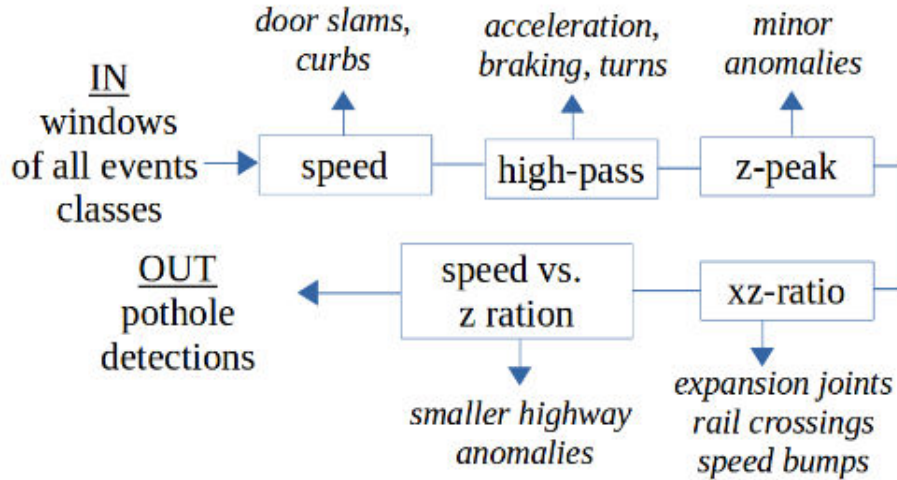 door slams,
curbs
acceleration,
braking, turns
minor
anomalies
IN
windows
of all events
classes
speed
high-pass
z-peak
OUT
pothole
detections
speed vs.
z ration
xz-ratio
smaller highway
anomalies
expansion joints
rail crossings
speed bumps